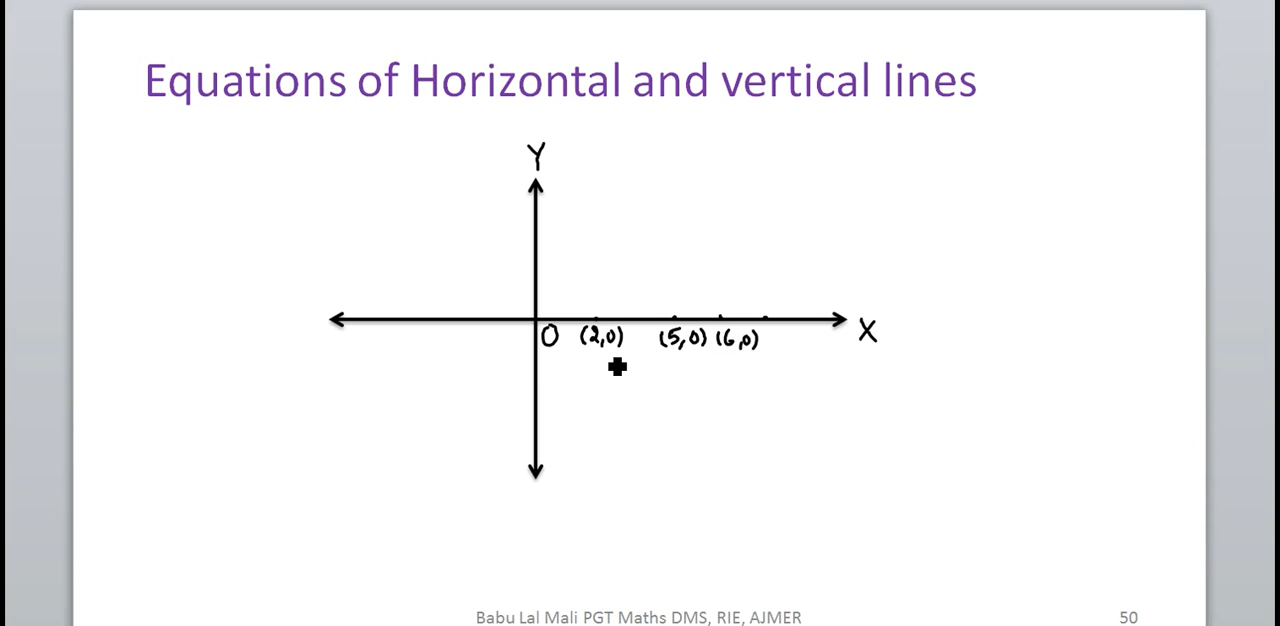 Equations of Horizontal and vertical lines
Y
O (2,0) (5,0) (6,0) X
Babu Lal Mali PGT Maths DMS, RIE, AJMER 50